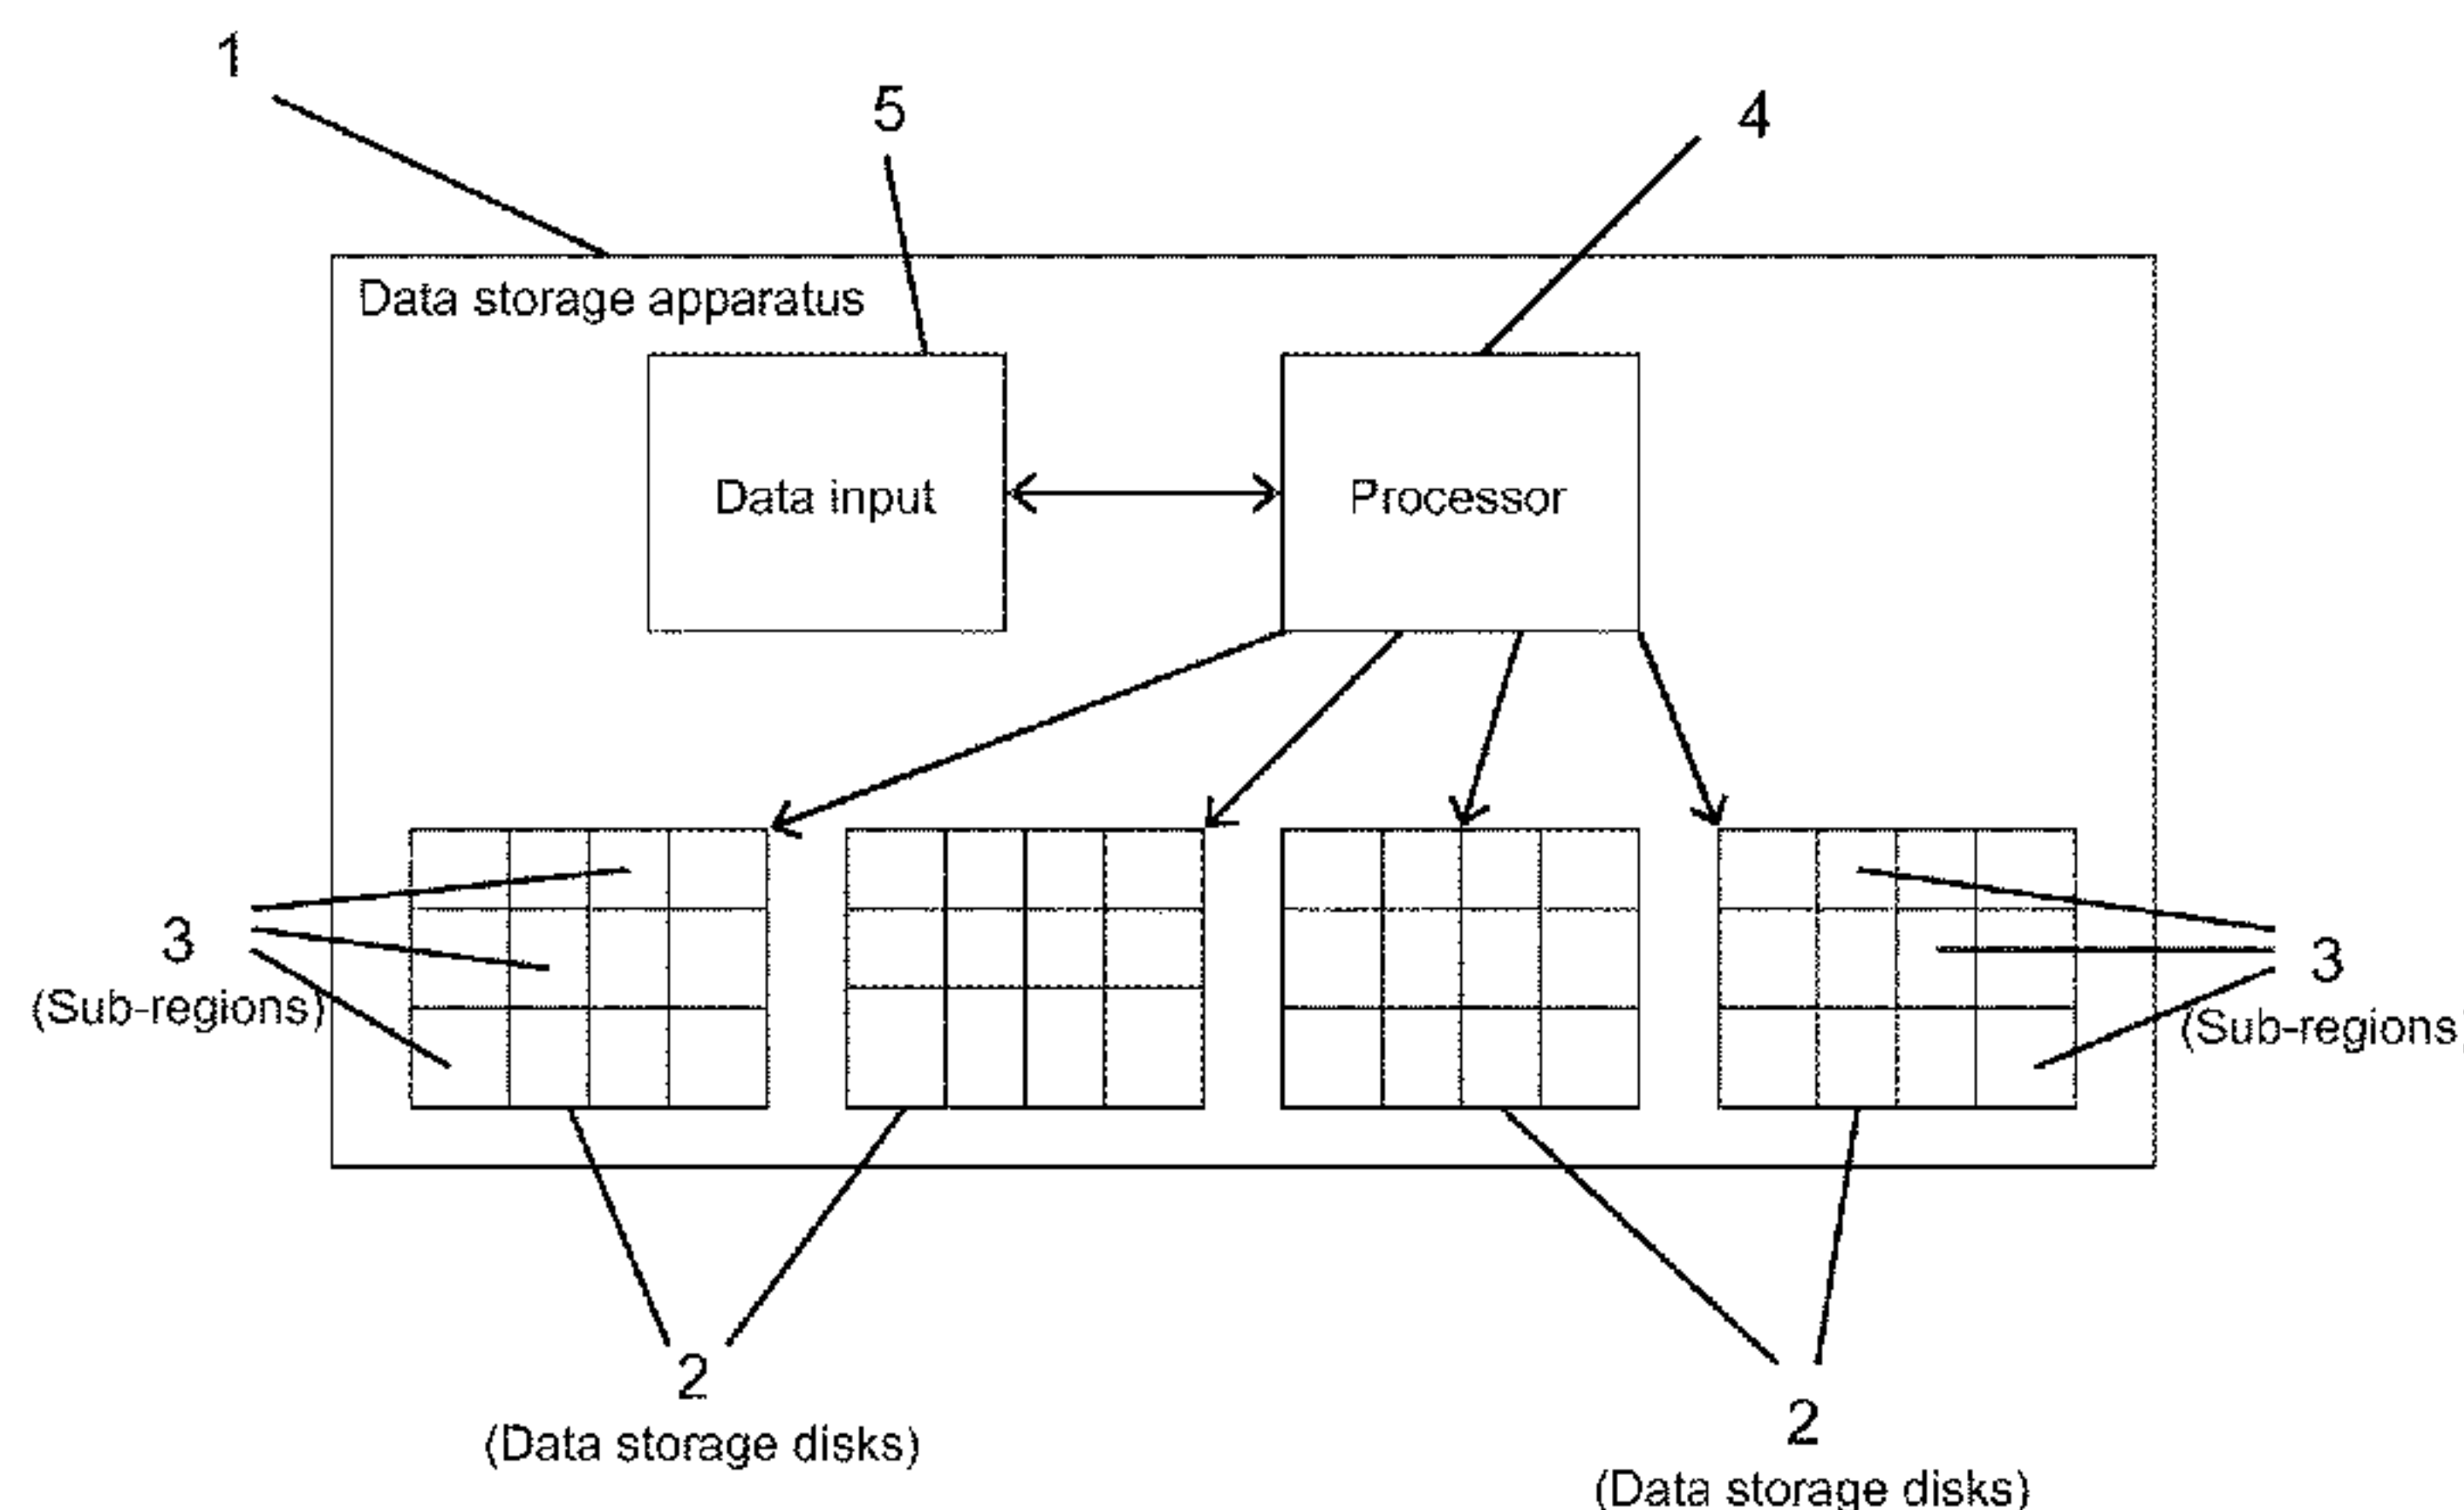 1
5
4
Data storage apparatus
Data input
Processor
3
(Sub-regions)
3
(Sub-regions)
2
(Data storage disks)
2
(Data storage disks)